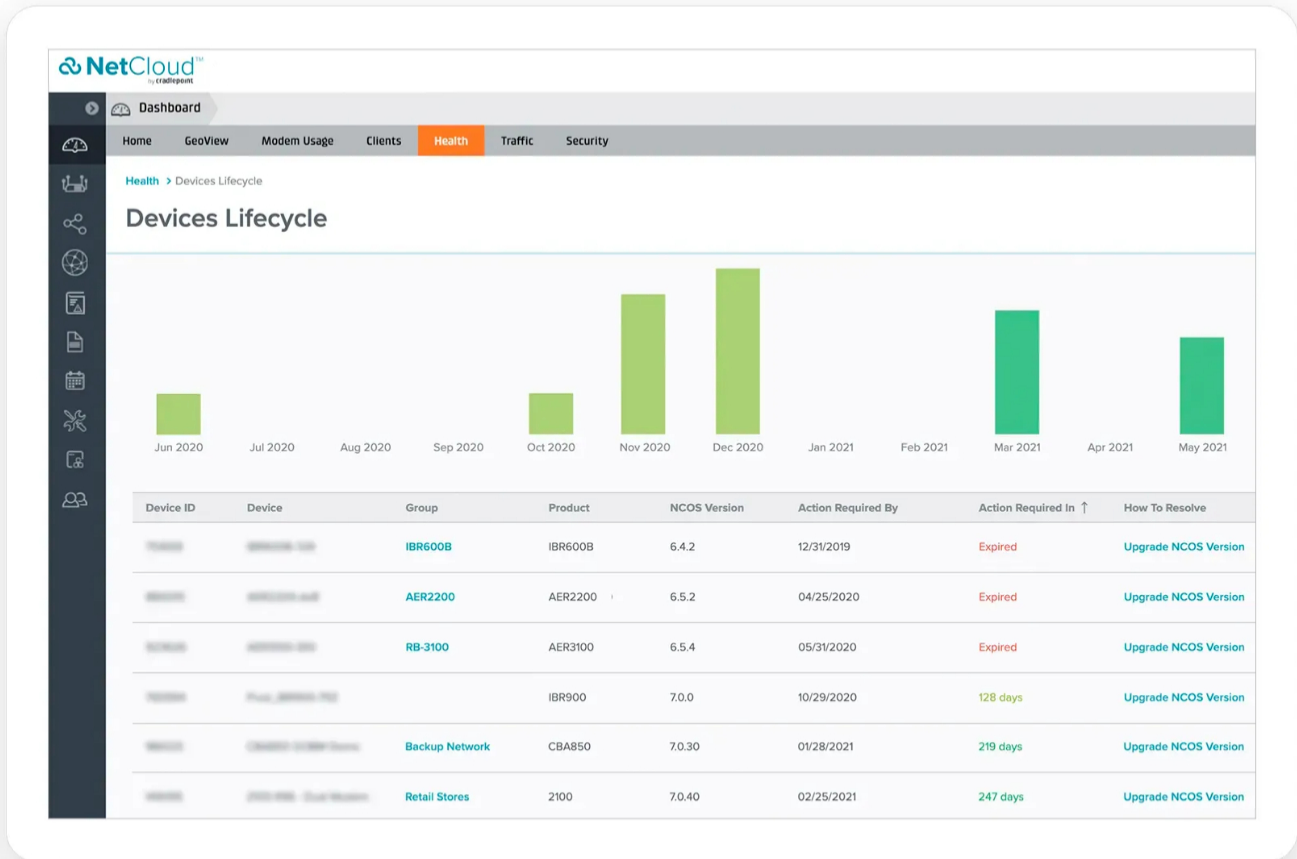 NetCloud™
by cradlepoint
Dashboard
Home GeoView Modem Usage Clients Health Traffic Security
Health > Devices Lifecycle
Devices Lifecycle
Jun 2020 Jul 2020 Aug 2020 Sep 2020 Oct 2020 Nov 2020 Dec 2020 Jan 2021 Feb 2021 Mar 2021 Apr 2021 May 2021
Device ID Device Group Product NCOS Version Action Required By Action Required In ↑ How To Resolve
IBR600B IBR600B 6.4.2 12/31/2019 Expired Upgrade NCOS Version
AER2200 AER2200 6.5.2 04/25/2020 Expired Upgrade NCOS Version
RB-3100 AER3100 6.5.4 05/31/2020 Expired Upgrade NCOS Version
IBR900 7.0.0 10/29/2020 128 days Upgrade NCOS Version
Backup Network CBA850 7.0.30 01/28/2021 219 days Upgrade NCOS Version
Retail Stores 2100 7.0.40 02/25/2021 247 days Upgrade NCOS Version